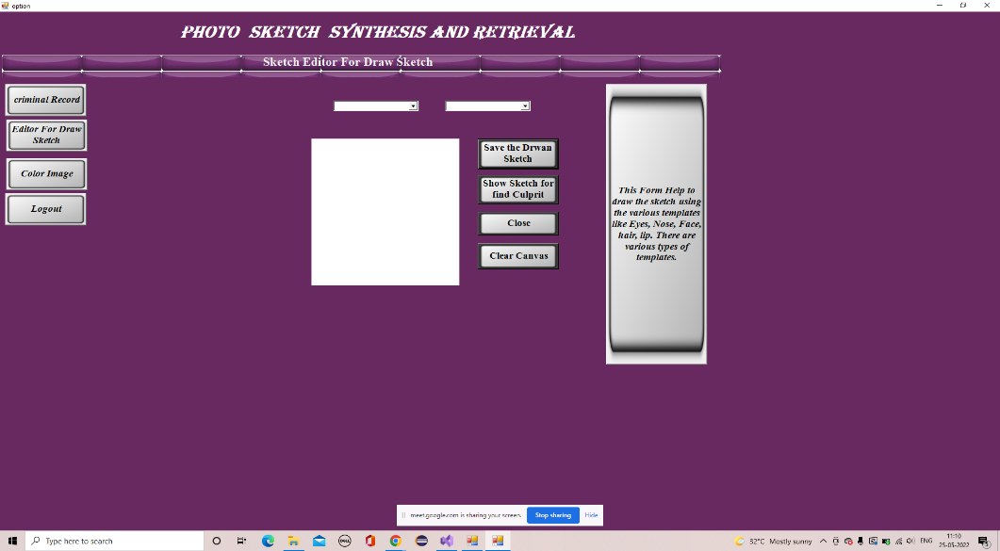 option
PHOTO SKETCH SYNTHESIS AND RETRIEVAL
Sketch Editor For Draw Sketch
criminal Record
Editor For Draw
Sketch
Color Image
Logout
Save the Drwan
Sketch
Show Sketch for
find Culprit
Close
Clear Canvas
This Form Help to
draw the sketch using
the various templates
like Eyes, Nose, Face,
hair, lip. There are
various types of
templates.
meet.google.com is sharing your screen.
Stop sharing
Hide
Type here to search
DELL
32°C Mostly sunny
ENG
11:10
25-05-2022